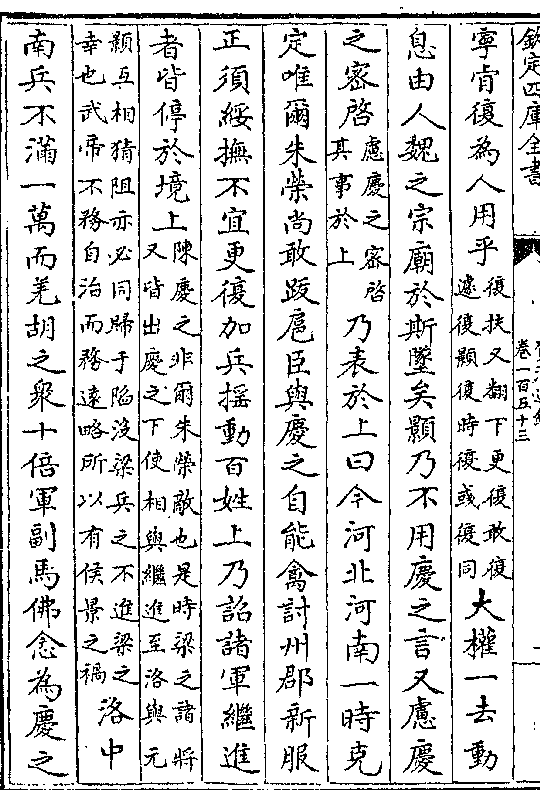 欽定四庫全書
卷一百五十三
寧肯復為人用乎復扶又翻下更復敢復遽復顥復時復或復同大權一去動
息由人魏之宗廟於斯墜矣顥乃不用慶之言又慮慶
之密啓慮慶之密啓其事於上乃表於上曰今河北河南一時克
定唯爾朱榮尚敢跋扈臣與慶之自能禽討州郡新服
正須綏撫不宜更復加兵搖動百姓上乃詔諸軍繼進
者皆停於境上陳慶之非爾朱榮敵也是時梁之諸將又皆出慶之下使相與繼進至洛與元
顥互相猜阻亦必同歸于陷沒梁兵之不進梁之幸也武帝不務自治而務遠略所以有侯景之禍洛中
南兵不滿一萬而羌胡之衆十倍軍副馬佛念為慶之